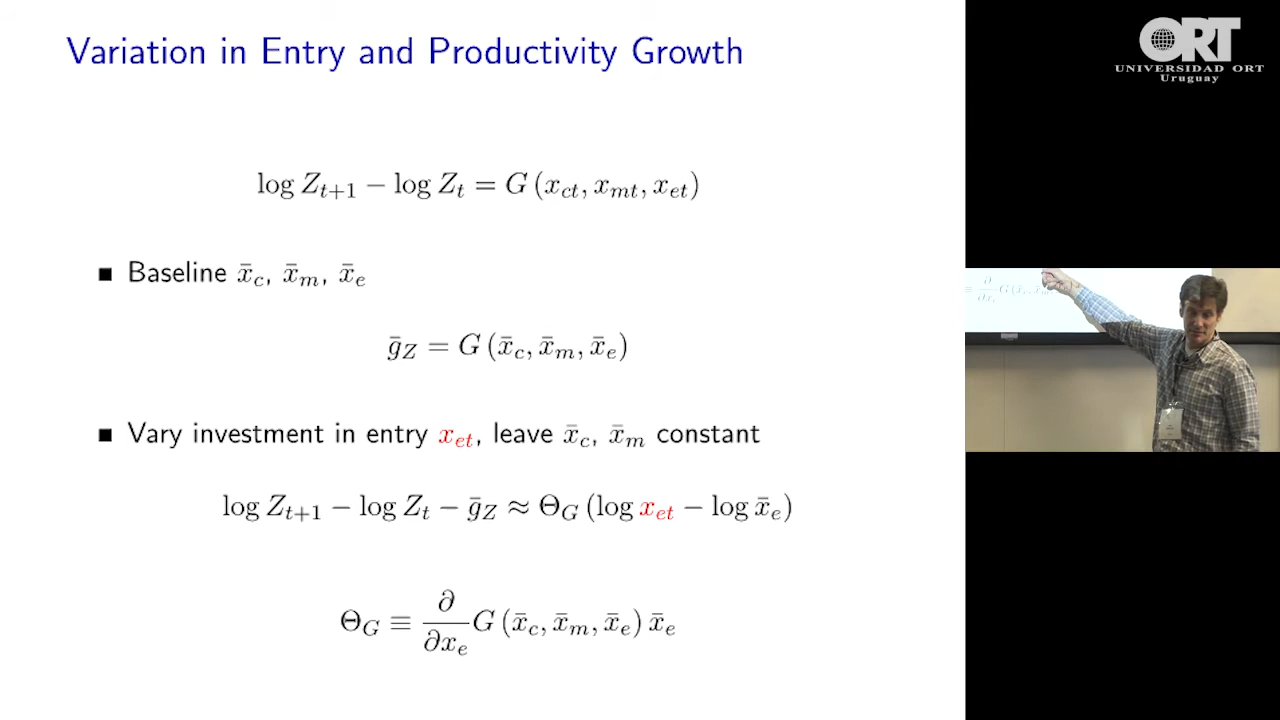 Variation in Entry and Productivity Growth
log Z_{t+1} − log Z_t = G (x_{ct}, x_{mt}, x_{et})
■ Baseline x̄_c, x̄_m, x̄_e
ḡ_Z = G (x̄_c, x̄_m, x̄_e)
■ Vary investment in entry x_{et}, leave x̄_c, x̄_m constant
log Z_{t+1} − log Z_t − ḡ_Z ≈ Θ_G (log x_{et} − log x̄_e)
Θ_G ≡ ∂/∂x_e G (x̄_c, x̄_m, x̄_e) x̄_e
ORT
UNIVERSIDAD ORT
Uruguay